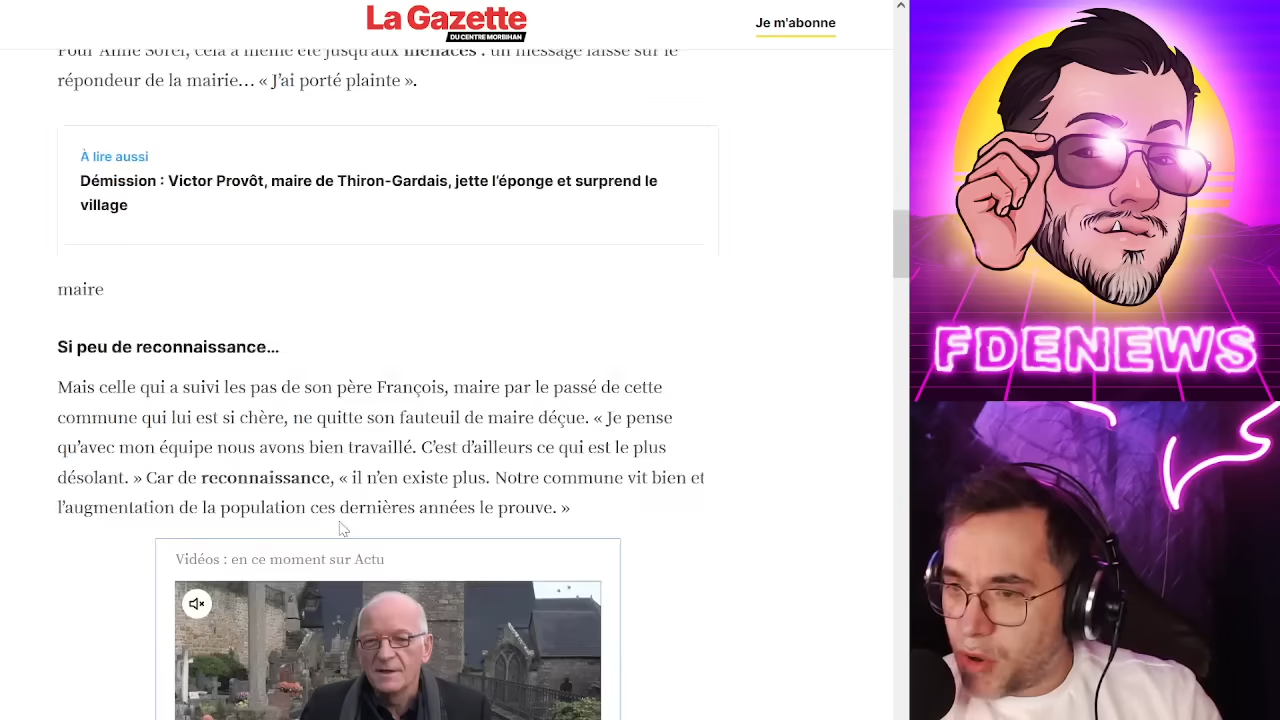 La Gazette
DU CENTRE MORBIHAN
Je m'abonne
Pour Anne Sorel, cela a même été jusqu'aux menaces : un message laissé sur le
répondeur de la mairie… « J'ai porté plainte ».
À lire aussi
Démission : Victor Provôt, maire de Thiron-Gardais, jette l'éponge et surprend le
village
maire
Si peu de reconnaissance…
Mais celle qui a suivi les pas de son père François, maire par le passé de cette
commune qui lui est si chère, ne quitte son fauteuil de maire déçue. « Je pense
qu'avec mon équipe nous avons bien travaillé. C'est d'ailleurs ce qui est le plus
désolant. » Car de reconnaissance, « il n'en existe plus. Notre commune vit bien et
l'augmentation de la population ces dernières années le prouve. »
Vidéos : en ce moment sur Actu
FDENEWS